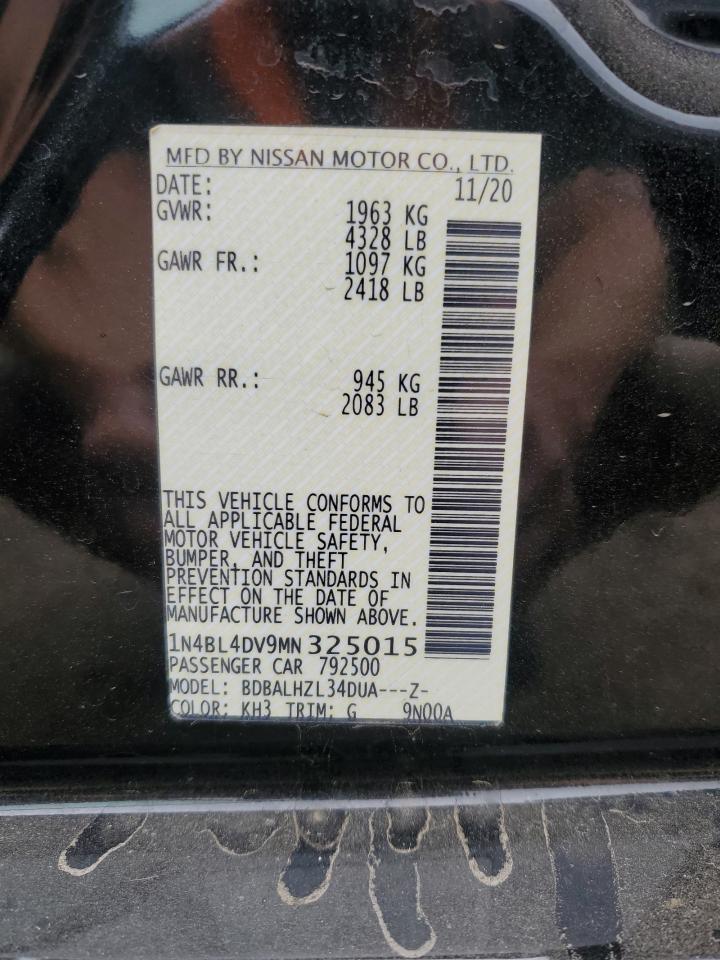 MFD BY NISSAN MOTOR CO., LTD.
DATE: 11/20
GVWR: 1963 KG
4328 LB
GAWR FR.: 1097 KG
2418 LB
GAWR RR.: 945 KG
2083 LB
THIS VEHICLE CONFORMS TO
ALL APPLICABLE FEDERAL
MOTOR VEHICLE SAFETY,
BUMPER, AND THEFT
PREVENTION STANDARDS IN
EFFECT ON THE DATE OF
MANUFACTURE SHOWN ABOVE.
1N4BL4DV9MN325015
PASSENGER CAR 792500
MODEL: BDBALHZL34DUA---Z-
COLOR: KH3 TRIM: G 9N00A